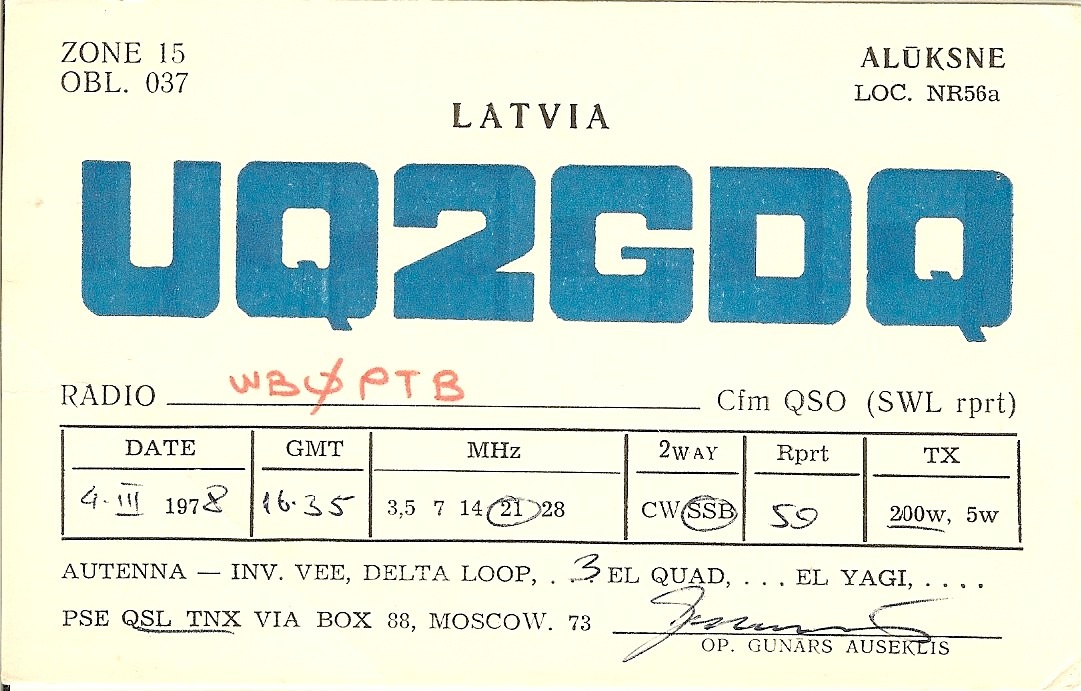 ZONE 15
OBL. 037
ALŪKSNE
LOC. NR56a
LATVIA
UQ2GDQ
RADIO WBØPTB Cfm QSO (SWL rprt)
DATE GMT MHz 2WAY Rprt TX
4-III 1978 16.35 3,5 7 14 21 28 CW SSB 59 200w, 5w
AUTENNA — INV. VEE, DELTA LOOP, . 3 EL QUAD, . . . EL YAGI, . . . .
PSE QSL TNX VIA BOX 88, MOSCOW. 73
OP. GUNĀRS AUSEKLIS